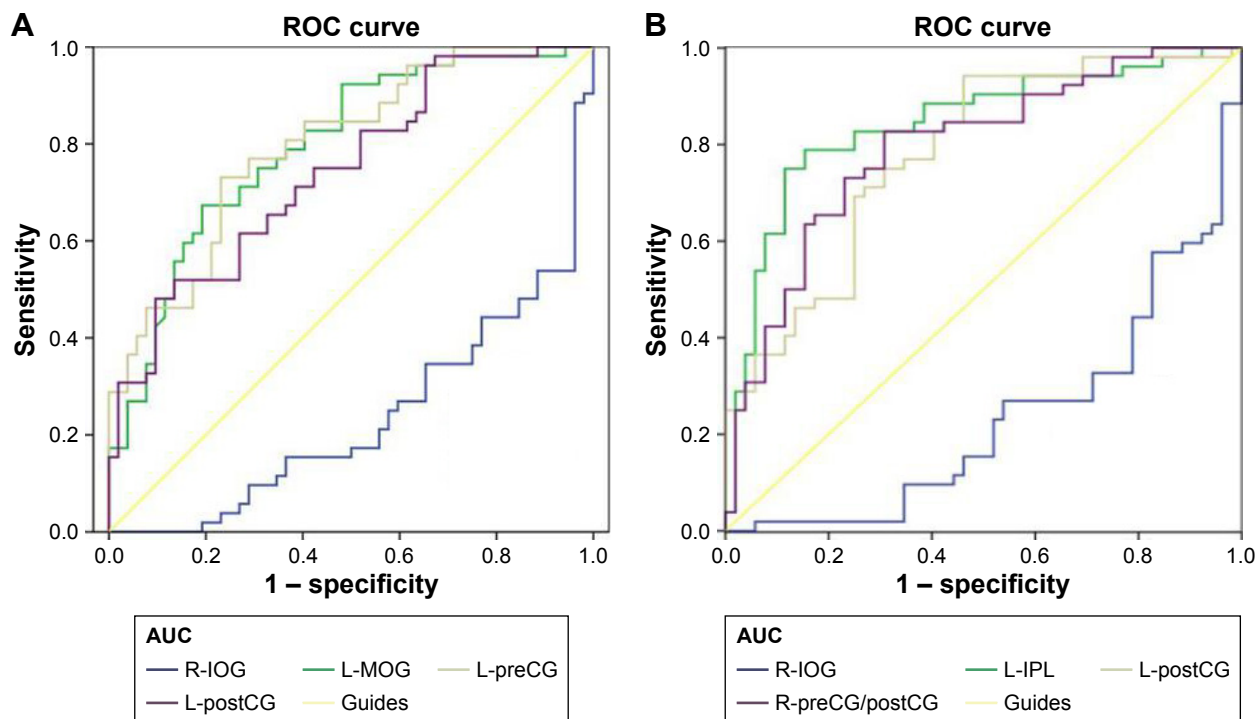 A
ROC curve
Sensitivity
1.0
0.8
0.6
0.4
0.2
0.0
0.0 0.2 0.4 0.6 0.8 1.0
1 – specificity
AUC
R-IOG L-MOG L-preCG
L-postCG Guides
B
ROC curve
Sensitivity
1.0
0.8
0.6
0.4
0.2
0.0
0.0 0.2 0.4 0.6 0.8 1.0
1 – specificity
AUC
R-IOG L-IPL L-postCG
R-preCG/postCG Guides